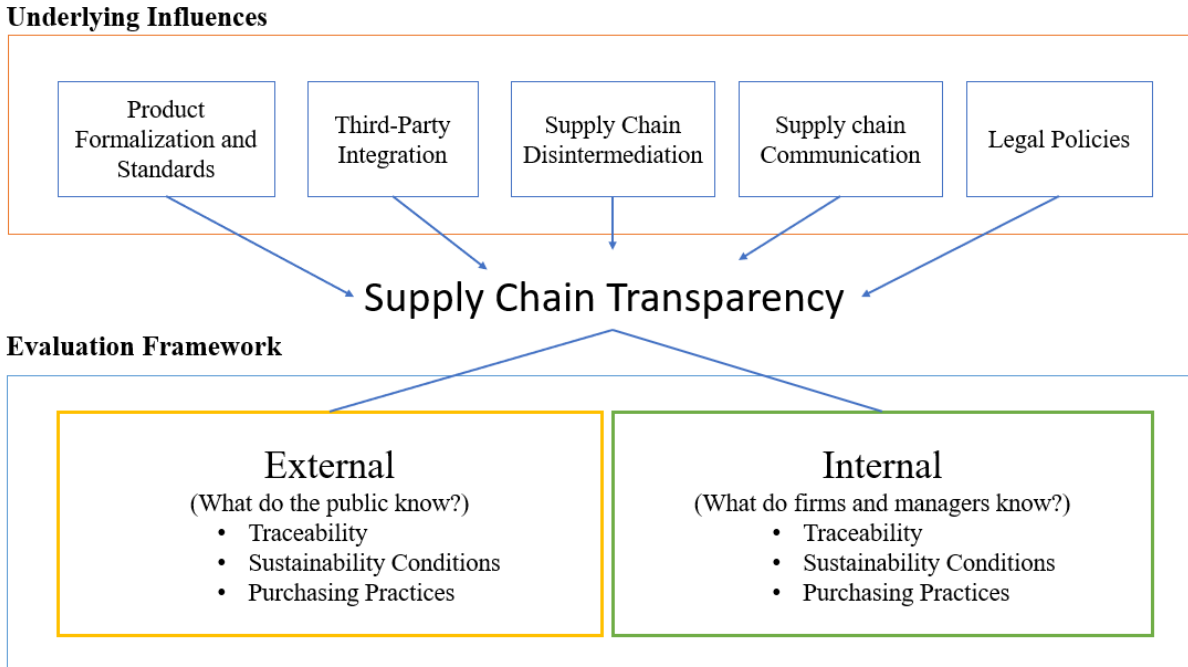 Underlying Influences
Product
Formalization and
Standards
Third-Party
Integration
Supply Chain
Disintermediation
Supply chain
Communication
Legal Policies
Supply Chain Transparency
Evaluation Framework
External
(What do the public know?)
• Traceability
• Sustainability Conditions
• Purchasing Practices
Internal
(What do firms and managers know?)
• Traceability
• Sustainability Conditions
• Purchasing Practices